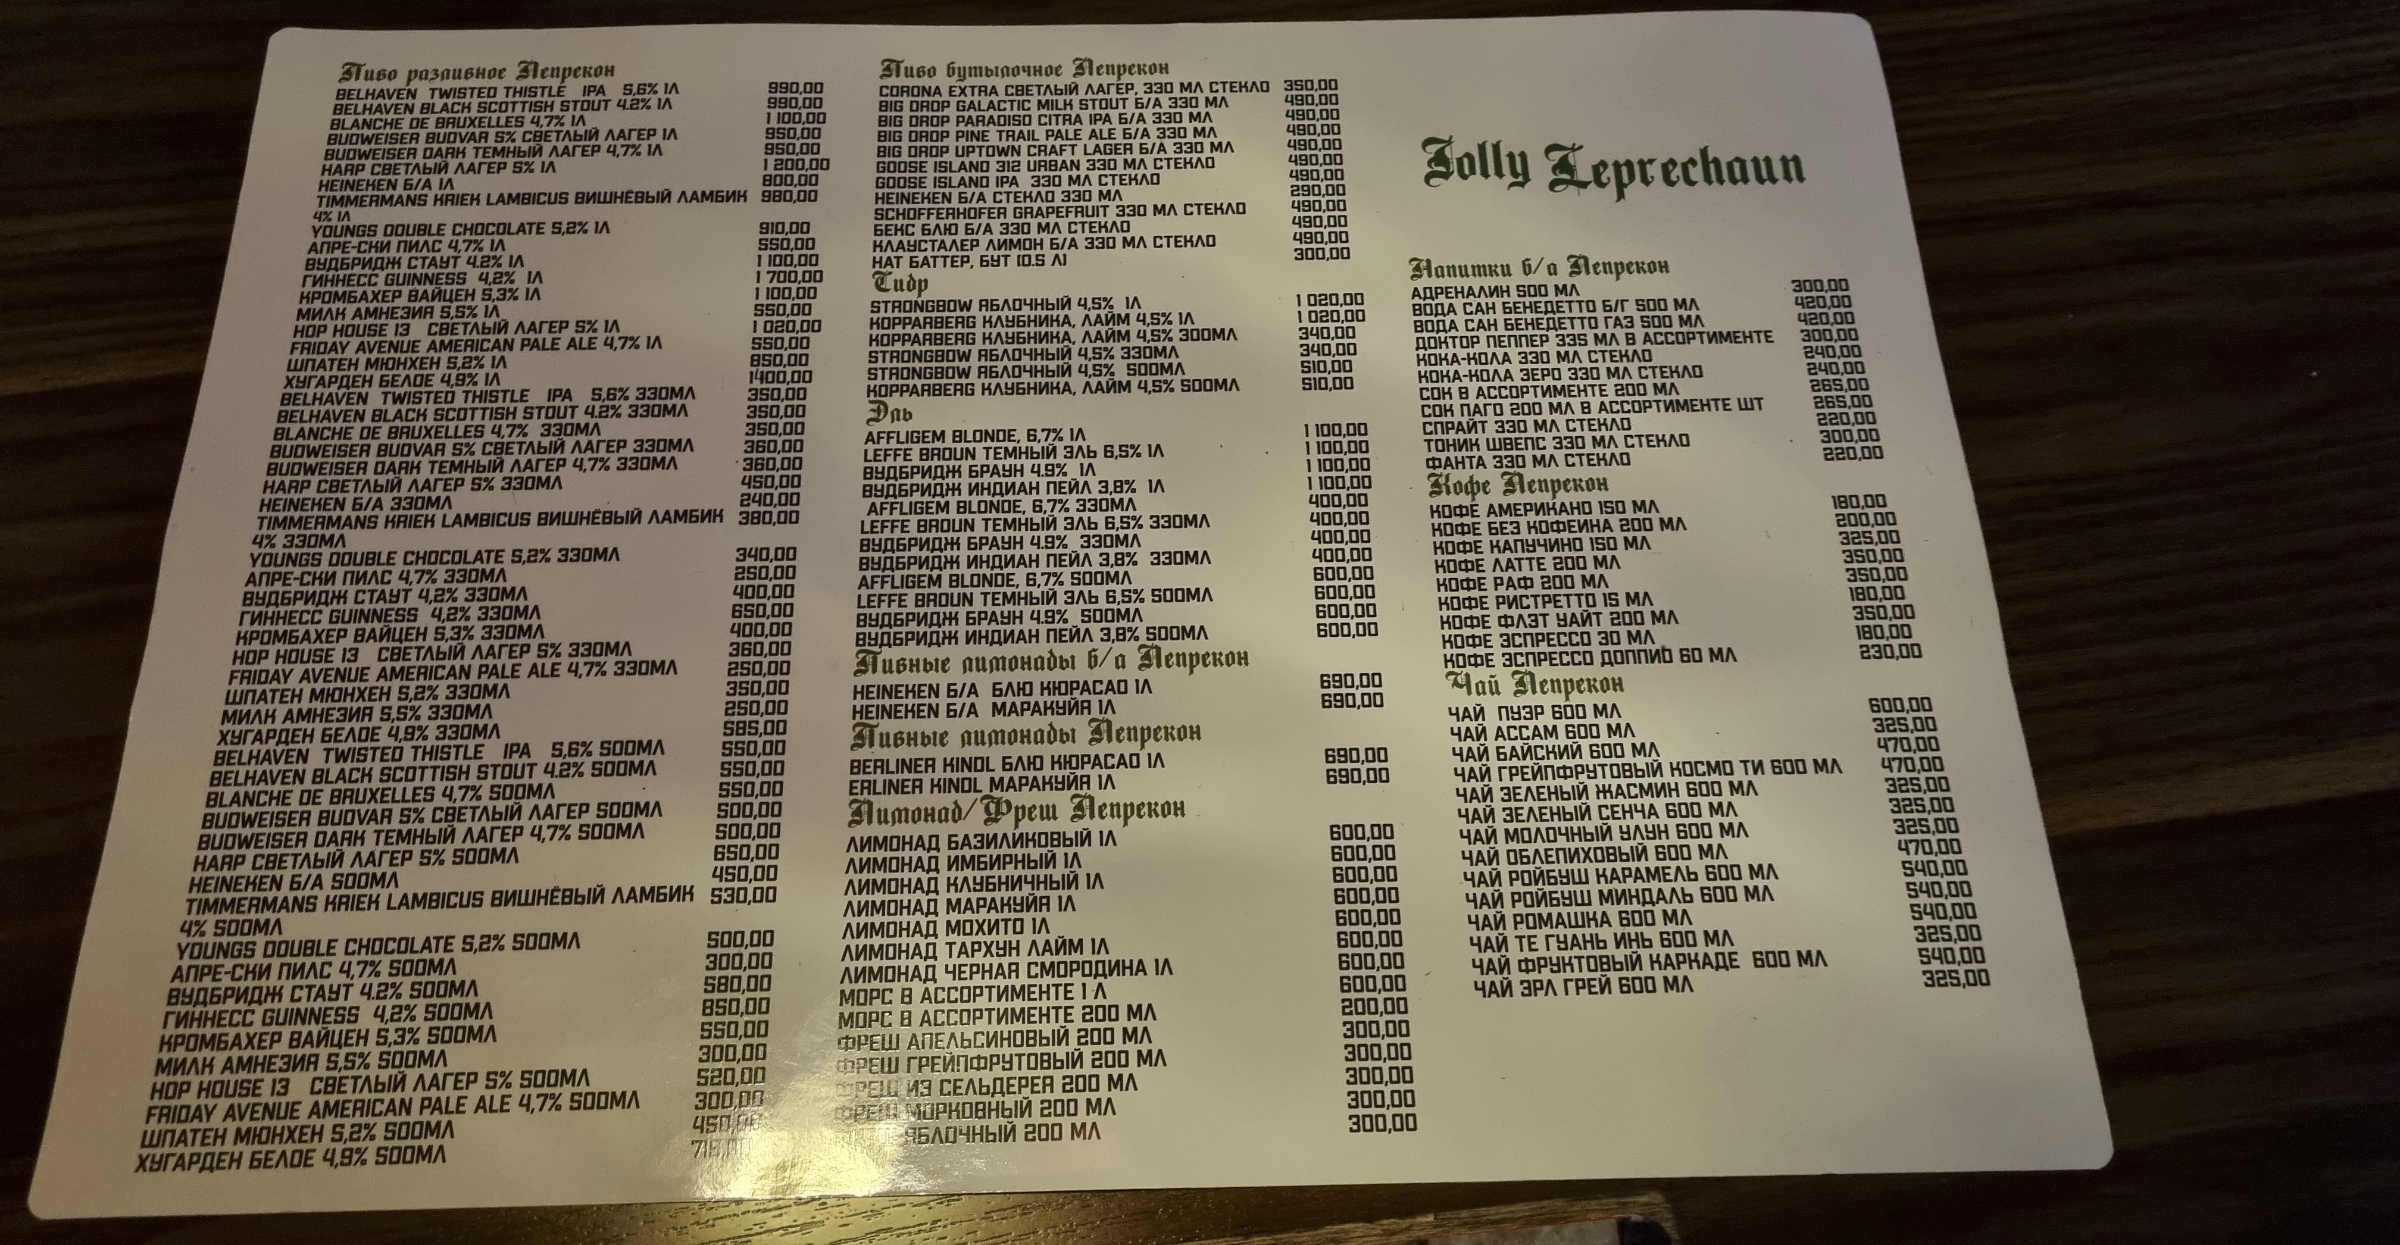 Пиво разливное Лепрекон
BELHAVEN TWISTED THISTLE IPA 5,6% 1Л 990,00
BELHAVEN BLACK SCOTTISH STOUT 4.2% 1Л 990,00
BLANCHE DE BRUXELLES 4,7% 1Л 1 100,00
BUDWEISER BUDVAR 5% СВЕТЛЫЙ ЛАГЕР 1Л 950,00
BUDWEISER DARK ТЕМНЫЙ ЛАГЕР 4,7% 1Л 950,00
HARP СВЕТЛЫЙ ЛАГЕР 5% 1Л 1 200,00
HEINEKEN Б/А 1Л 800,00
TIMMERMANS KRIEK LAMBICUS ВИШНЁВЫЙ ЛАМБИК 980,00
4% 1Л
YOUNGS DOUBLE CHOCOLATE 5,2% 1Л 910,00
АПРЕ-СКИ ПИЛС 4,7% 1Л 550,00
ВУДБРИДЖ СТАУТ 4.2% 1Л 1 100,00
ГИННЕСС GUINNESS 4,2% 1Л 1 700,00
КРОМБАХЕР ВАЙЦЕН 5,3% 1Л 1 100,00
МИЛК АМНЕЗИЯ 5,5% 1Л 550,00
HOP HOUSE 13 СВЕТЛЫЙ ЛАГЕР 5% 1Л 1 020,00
FRIDAY AVENUE AMERICAN PALE ALE 4,7% 1Л 550,00
ШПАТЕН МЮНХЕН 5,2% 1Л 850,00
ХУГАРДЕН БЕЛОЕ 4,9% 1Л 1400,00
BELHAVEN TWISTED THISTLE IPA 5,6% 330МЛ 350,00
BELHAVEN BLACK SCOTTISH STOUT 4.2% 330МЛ 350,00
BLANCHE DE BRUXELLES 4,7% 330МЛ 350,00
BUDWEISER BUDVAR 5% СВЕТЛЫЙ ЛАГЕР 330МЛ 360,00
BUDWEISER DARK ТЕМНЫЙ ЛАГЕР 4,7% 330МЛ 360,00
HARP СВЕТЛЫЙ ЛАГЕР 5% 330МЛ 450,00
HEINEKEN Б/А 330МЛ 240,00
TIMMERMANS KRIEK LAMBICUS ВИШНЁВЫЙ ЛАМБИК 380,00
4% 330МЛ
YOUNGS DOUBLE CHOCOLATE 5,2% 330МЛ 340,00
АПРЕ-СКИ ПИЛС 4,7% 330МЛ 250,00
ВУДБРИДЖ СТАУТ 4,2% 330МЛ 400,00
ГИННЕСС GUINNESS 4,2% 330МЛ 650,00
КРОМБАХЕР ВАЙЦЕН 5,3% 330МЛ 400,00
HOP HOUSE 13 СВЕТЛЫЙ ЛАГЕР 5% 330МЛ 360,00
FRIDAY AVENUE AMERICAN PALE ALE 4,7% 330МЛ 250,00
ШПАТЕН МЮНХЕН 5,2% 330МЛ 350,00
МИЛК АМНЕЗИЯ 5,5% 330МЛ 250,00
ХУГАРДЕН БЕЛОЕ 4,9% 330МЛ 585,00
BELHAVEN TWISTED THISTLE IPA 5,6% 500МЛ 550,00
BELHAVEN BLACK SCOTTISH STOUT 4.2% 500МЛ 550,00
BLANCHE DE BRUXELLES 4,7% 500МЛ 550,00
BUDWEISER BUDVAR 5% СВЕТЛЫЙ ЛАГЕР 500МЛ 500,00
BUDWEISER DARK ТЕМНЫЙ ЛАГЕР 4,7% 500МЛ 500,00
HARP СВЕТЛЫЙ ЛАГЕР 5% 500МЛ 650,00
HEINEKEN Б/А 500МЛ 450,00
TIMMERMANS KRIEK LAMBICUS ВИШНЁВЫЙ ЛАМБИК 530,00
4% 500МЛ
YOUNGS DOUBLE CHOCOLATE 5,2% 500МЛ 500,00
АПРЕ-СКИ ПИЛС 4,7% 500МЛ 300,00
ВУДБРИДЖ СТАУТ 4.2% 500МЛ 580,00
ГИННЕСС GUINNESS 4,2% 500МЛ 850,00
КРОМБАХЕР ВАЙЦЕН 5,3% 500МЛ 550,00
МИЛК АМНЕЗИЯ 5,5% 500МЛ 300,00
HOP HOUSE 13 СВЕТЛЫЙ ЛАГЕР 5% 500МЛ 520,00
FRIDAY AVENUE AMERICAN PALE ALE 4,7% 500МЛ 300,00
ШПАТЕН МЮНХЕН 5,2% 500МЛ 450,00
ХУГАРДЕН БЕЛОЕ 4,9% 500МЛ
Пиво бутылочное Лепрекон
CORONA EXTRA СВЕТЛЫЙ ЛАГЕР, 330 МЛ СТЕКЛО 350,00
BIG DROP GALACTIC MILK STOUT Б/А 330 МЛ 490,00
BIG DROP PARADISO CITRA IPA Б/А 330 МЛ 490,00
BIG DROP PINE TRAIL PALE ALE Б/А 330 МЛ 490,00
BIG DROP UPTOWN CRAFT LAGER Б/А 330 МЛ 490,00
GOOSE ISLAND 312 URBAN 330 МЛ СТЕКЛО 490,00
GOOSE ISLAND IPA 330 МЛ СТЕКЛО 490,00
HEINEKEN Б/А СТЕКЛО 330 МЛ 290,00
SCHOFFERHOFER GRAPEFRUIT 330 МЛ СТЕКЛО 490,00
БЕКС БЛЮ Б/А 330 МЛ СТЕКЛО 490,00
КЛАУСТАЛЕР ЛИМОН Б/А 330 МЛ СТЕКЛО 490,00
НАТ БАТТЕР, БУТ (0.5 Л) 300,00
Сидр
STRONGBOW ЯБЛОЧНЫЙ 4,5% 1Л 1 020,00
KOPPARBERG КЛУБНИКА, ЛАЙМ 4,5% 1Л 1 020,00
KOPPARBERG КЛУБНИКА, ЛАЙМ 4,5% 300МЛ 340,00
STRONGBOW ЯБЛОЧНЫЙ 4,5% 330МЛ 340,00
STRONGBOW ЯБЛОЧНЫЙ 4,5% 500МЛ 510,00
KOPPARBERG КЛУБНИКА, ЛАЙМ 4,5% 500МЛ 510,00
Эль
AFFLIGEM BLONDE, 6,7% 1Л 1 100,00
LEFFE BROUN ТЕМНЫЙ ЭЛЬ 6,5% 1Л 1 100,00
ВУДБРИДЖ БРАУН 4.9% 1Л 1 100,00
ВУДБРИДЖ ИНДИАН ПЕЙЛ 3,8% 1Л 1 100,00
AFFLIGEM BLONDE, 6,7% 330МЛ 400,00
LEFFE BROUN ТЕМНЫЙ ЭЛЬ 6,5% 330МЛ 400,00
ВУДБРИДЖ БРАУН 4.9% 330МЛ 400,00
ВУДБРИДЖ ИНДИАН ПЕЙЛ 3,8% 330МЛ 400,00
AFFLIGEM BLONDE, 6,7% 500МЛ 600,00
LEFFE BROUN ТЕМНЫЙ ЭЛЬ 6,5% 500МЛ 600,00
ВУДБРИДЖ БРАУН 4.9% 500МЛ 600,00
ВУДБРИДЖ ИНДИАН ПЕЙЛ 3,8% 500МЛ 600,00
Пивные лимонады б/а Лепрекон
HEINEKEN Б/А БЛЮ КЮРАСАО 1Л 690,00
HEINEKEN Б/А МАРАКУЙЯ 1Л 690,00
Пивные лимонады Лепрекон
BERLINER KINDL БЛЮ КЮРАСАО 1Л 690,00
ERLINER KINDL МАРАКУЙЯ 1Л 690,00
Лимонад/Фреш Лепрекон
ЛИМОНАД БАЗИЛИКОВЫЙ 1Л 600,00
ЛИМОНАД ИМБИРНЫЙ 1Л 600,00
ЛИМОНАД КЛУБНИЧНЫЙ 1Л 600,00
ЛИМОНАД МАРАКУЙЯ 1Л 600,00
ЛИМОНАД МОХИТО 1Л 600,00
ЛИМОНАД ТАРХУН ЛАЙМ 1Л 600,00
ЛИМОНАД ЧЕРНАЯ СМОРОДИНА 1Л 600,00
МОРС В АССОРТИМЕНТЕ 1 Л 600,00
МОРС В АССОРТИМЕНТЕ 200 МЛ 200,00
ФРЕШ АПЕЛЬСИНОВЫЙ 200 МЛ 300,00
ФРЕШ ГРЕЙПФРУТОВЫЙ 200 МЛ 300,00
ФРЕШ ИЗ СЕЛЬДЕРЕЯ 200 МЛ 300,00
ФРЕШ МОРКОВНЫЙ 200 МЛ 300,00
ЯБЛОЧНЫЙ 200 МЛ 300,00
Jolly Leprechaun
Напитки б/а Лепрекон
АДРЕНАЛИН 500 МЛ 300,00
ВОДА САН БЕНЕДЕТТО Б/Г 500 МЛ 420,00
ВОДА САН БЕНЕДЕТТО ГАЗ 500 МЛ 420,00
ДОКТОР ПЕППЕР 335 МЛ В АССОРТИМЕНТЕ 300,00
КОКА-КОЛА 330 МЛ СТЕКЛО 240,00
КОКА-КОЛА ЗЕРО 330 МЛ СТЕКЛО 240,00
СОК В АССОРТИМЕНТЕ 200 МЛ 265,00
СОК ПАГО 200 МЛ В АССОРТИМЕНТЕ ШТ 265,00
СПРАЙТ 330 МЛ СТЕКЛО 220,00
ТОНИК ШВЕПС 330 МЛ СТЕКЛО 300,00
ФАНТА 330 МЛ СТЕКЛО 220,00
Кофе Лепрекон
КОФЕ АМЕРИКАНО 150 МЛ 180,00
КОФЕ БЕЗ КОФЕИНА 200 МЛ 200,00
КОФЕ КАПУЧИНО 150 МЛ 325,00
КОФЕ ЛАТТЕ 200 МЛ 350,00
КОФЕ РАФ 200 МЛ 350,00
КОФЕ РИСТРЕТТО 15 МЛ 180,00
КОФЕ ФЛЭТ УАЙТ 200 МЛ 350,00
КОФЕ ЭСПРЕССО 30 МЛ 180,00
КОФЕ ЭСПРЕССО ДОППИО 60 МЛ 230,00
Чай Лепрекон
ЧАЙ ПУЭР 600 МЛ 600,00
ЧАЙ АССАМ 600 МЛ 325,00
ЧАЙ БАЙСКИЙ 600 МЛ 470,00
ЧАЙ ГРЕЙПФРУТОВЫЙ КОСМО ТИ 600 МЛ 470,00
ЧАЙ ЗЕЛЕНЫЙ ЖАСМИН 600 МЛ 325,00
ЧАЙ ЗЕЛЕНЫЙ СЕНЧА 600 МЛ 325,00
ЧАЙ МОЛОЧНЫЙ УЛУН 600 МЛ 325,00
ЧАЙ ОБЛЕПИХОВЫЙ 600 МЛ 470,00
ЧАЙ РОЙБУШ КАРАМЕЛЬ 600 МЛ 540,00
ЧАЙ РОЙБУШ МИНДАЛЬ 600 МЛ 540,00
ЧАЙ РОМАШКА 600 МЛ 540,00
ЧАЙ ТЕ ГУАНЬ ИНЬ 600 МЛ 325,00
ЧАЙ ФРУКТОВЫЙ КАРКАДЕ 600 МЛ 540,00
ЧАЙ ЭРЛ ГРЕЙ 600 МЛ 325,00